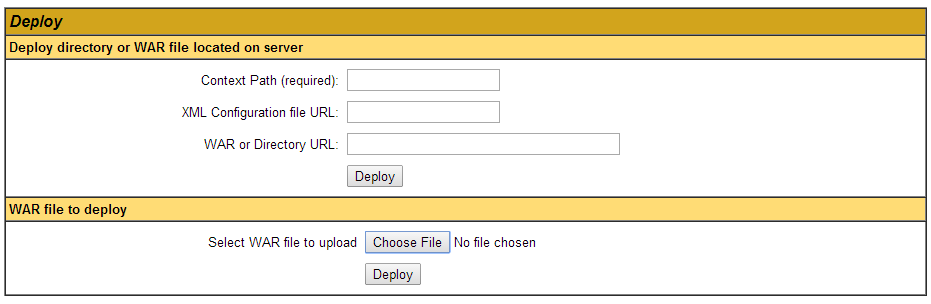 Deploy
Deploy directory or WAR file located on server
Context Path (required):
XML Configuration file URL:
WAR or Directory URL:
Deploy
WAR file to deploy
Select WAR file to upload Choose File No file chosen
Deploy